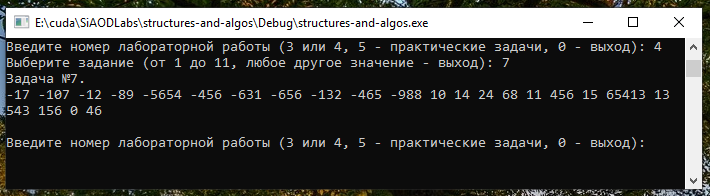 E:\cuda\SiAODLabs\structures-and-algos\Debug\structures-and-algos.exe
Введите номер лабораторной работы (3 или 4, 5 - практические задачи, 0 - выход): 4
Выберите задание (от 1 до 11, любое другое значение - выход): 7
Задача №7.
-17 -107 -12 -89 -5654 -456 -631 -656 -132 -465 -988 10 14 24 68 11 456 15 65413 13
543 156 0 46
Введите номер лабораторной работы (3 или 4, 5 - практические задачи, 0 - выход):